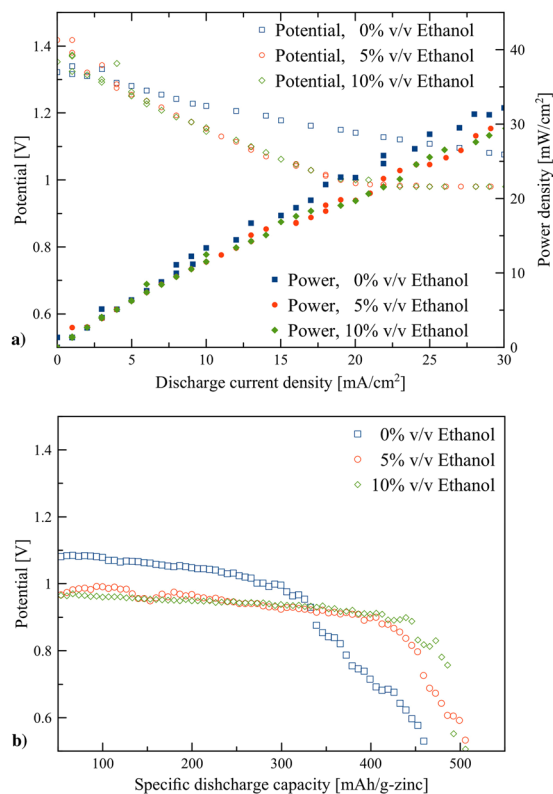 Potential, 0% v/v Ethanol
Potential, 5% v/v Ethanol
Potential, 10% v/v Ethanol
1.4
1.2
1
0.8
0.6
Potential [V]
40
30
20
10
0
Power density [mW/cm²]
Power, 0% v/v Ethanol
Power, 5% v/v Ethanol
Power, 10% v/v Ethanol
a)
0 5 10 15 20 25 30
Discharge current density [mA/cm²]
0% v/v Ethanol
5% v/v Ethanol
10% v/v Ethanol
1.4
1.2
1
0.8
0.6
Potential [V]
b)
100 200 300 400 500
Specific dishcharge capacity [mAh/g-zinc]